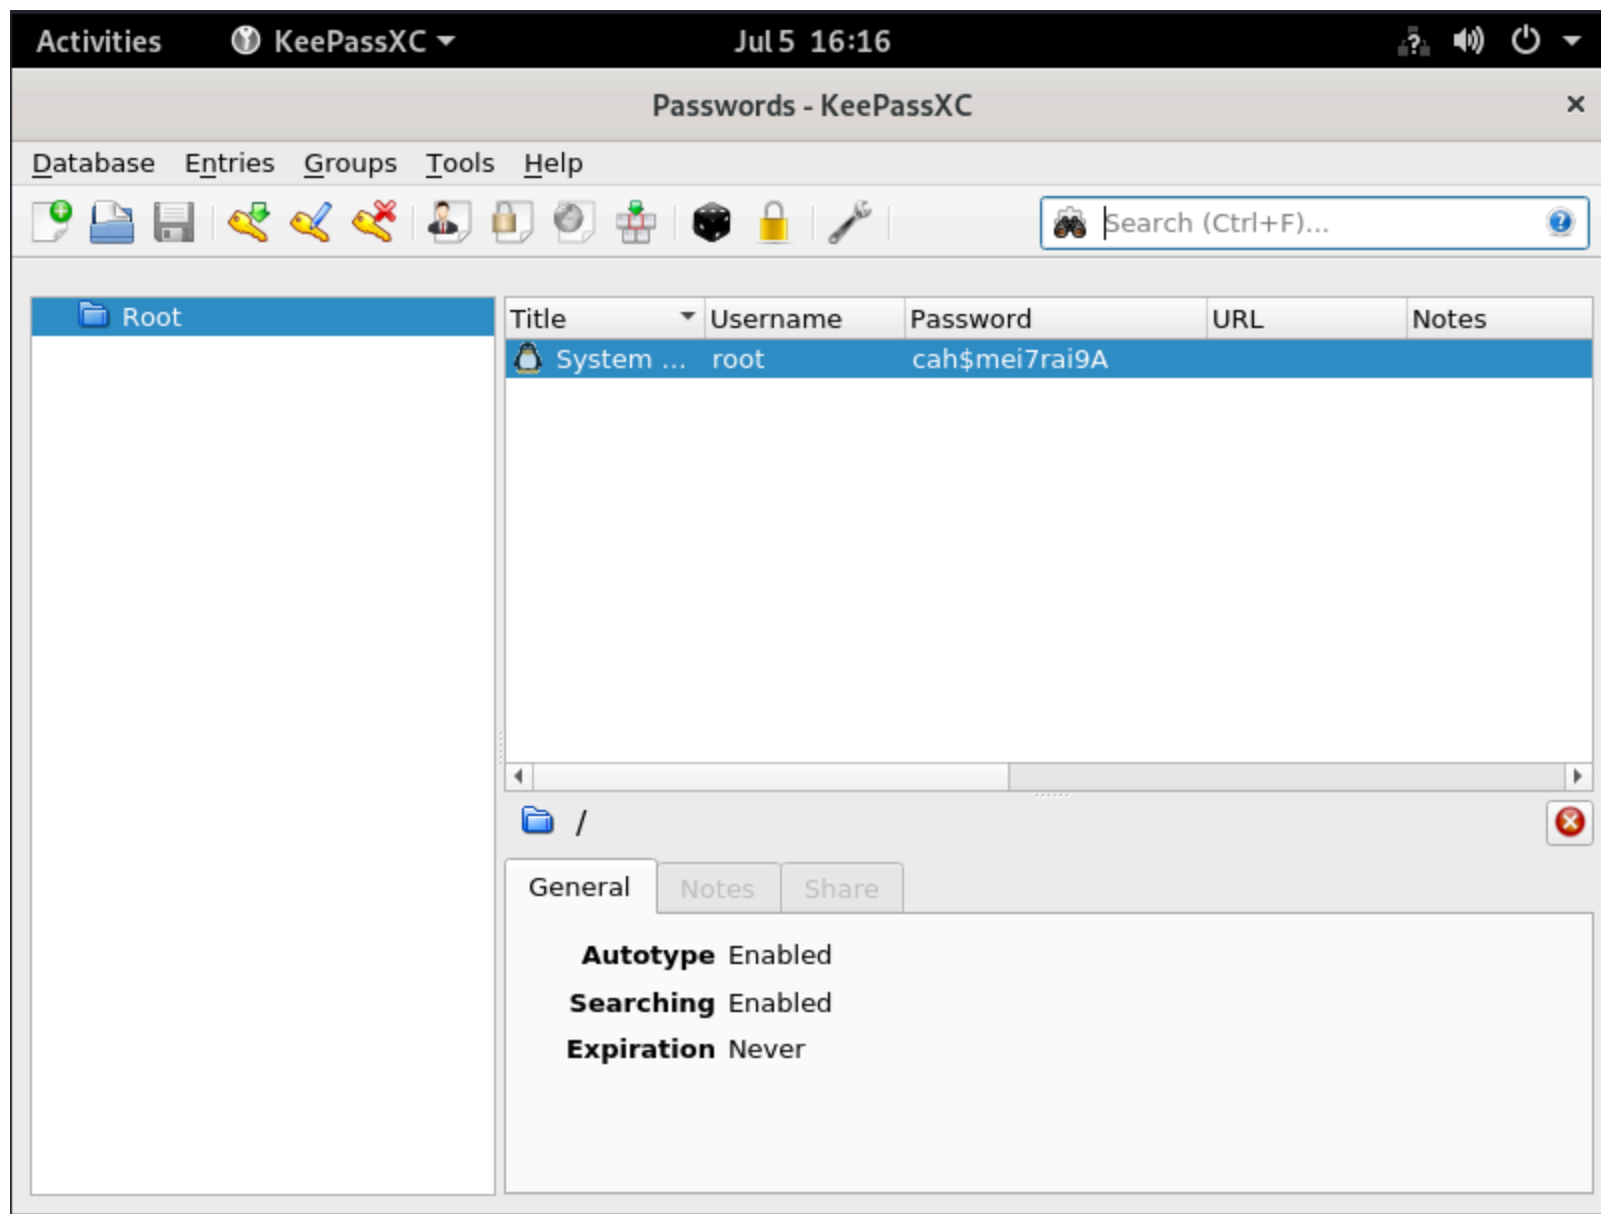 Activities KeePassXC Jul 5 16:16
Passwords - KeePassXC
Database Entries Groups Tools Help
Search (Ctrl+F)...
Root
Title Username Password URL Notes
System ... root cah$mei7rai9A
/
General Notes Share
Autotype Enabled
Searching Enabled
Expiration Never